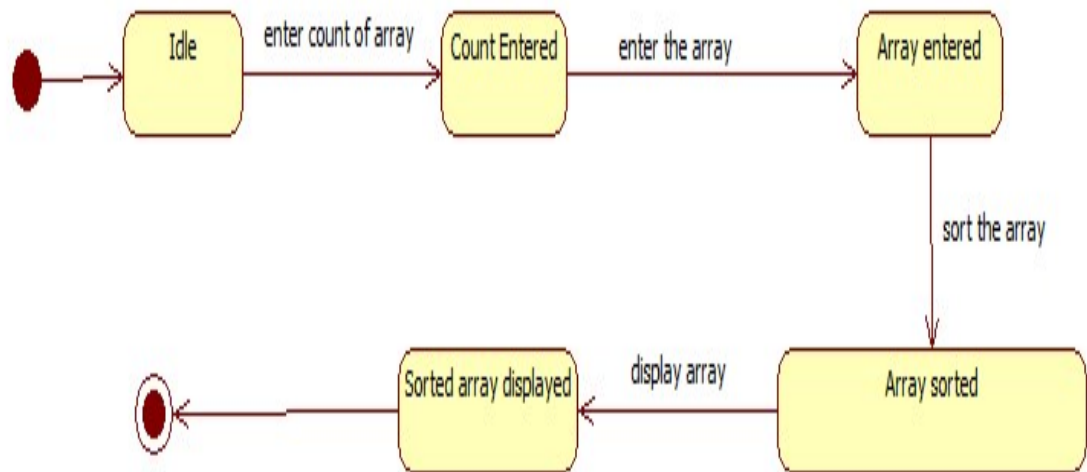 Idle
enter count of array
Count Entered
enter the array
Array entered
sort the array
Array sorted
display array
Sorted array displayed